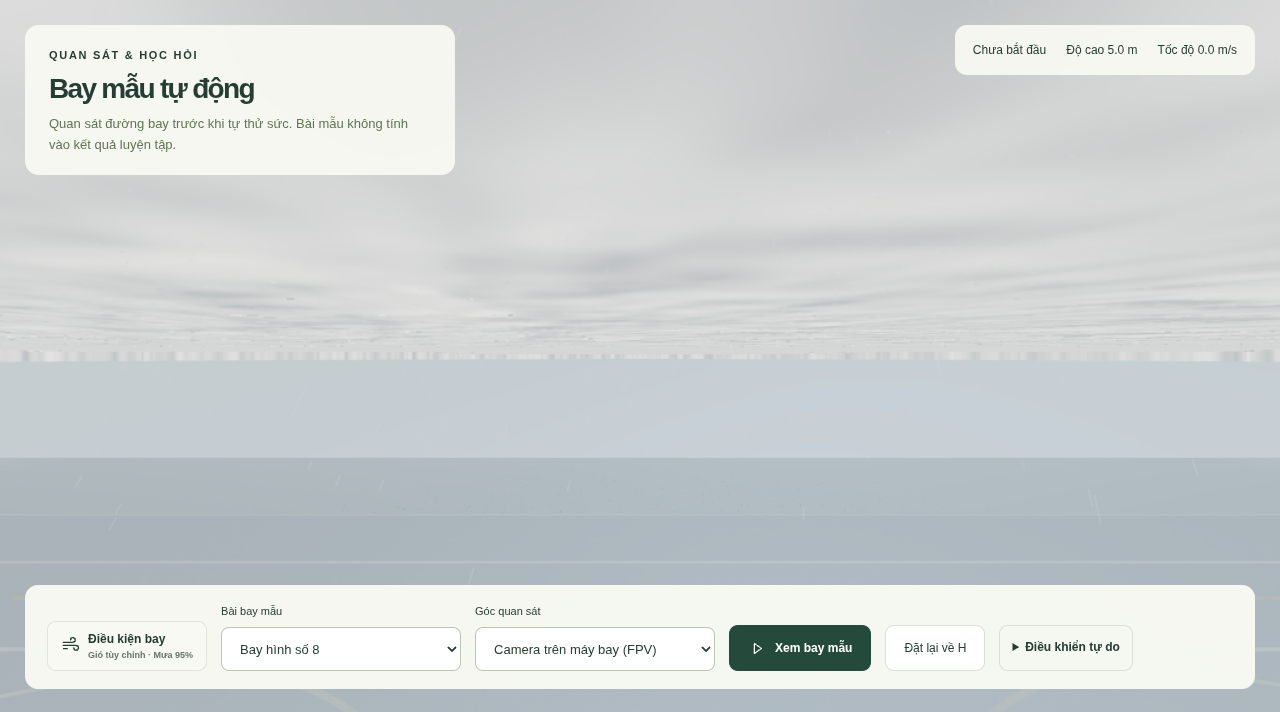 QUAN SÁT & HỌC HỎI
Bay mẫu tự động
Quan sát đường bay trước khi tự thử sức. Bài mẫu không tính
vào kết quả luyện tập.
Chưa bắt đầu Độ cao 5.0 m Tốc độ 0.0 m/s
Điều kiện bay
Gió tùy chỉnh · Mưa 95%
Bài bay mẫu
Bay hình số 8
Góc quan sát
Camera trên máy bay (FPV)
Xem bay mẫu
Đặt lại về H
Điều khiển tự do